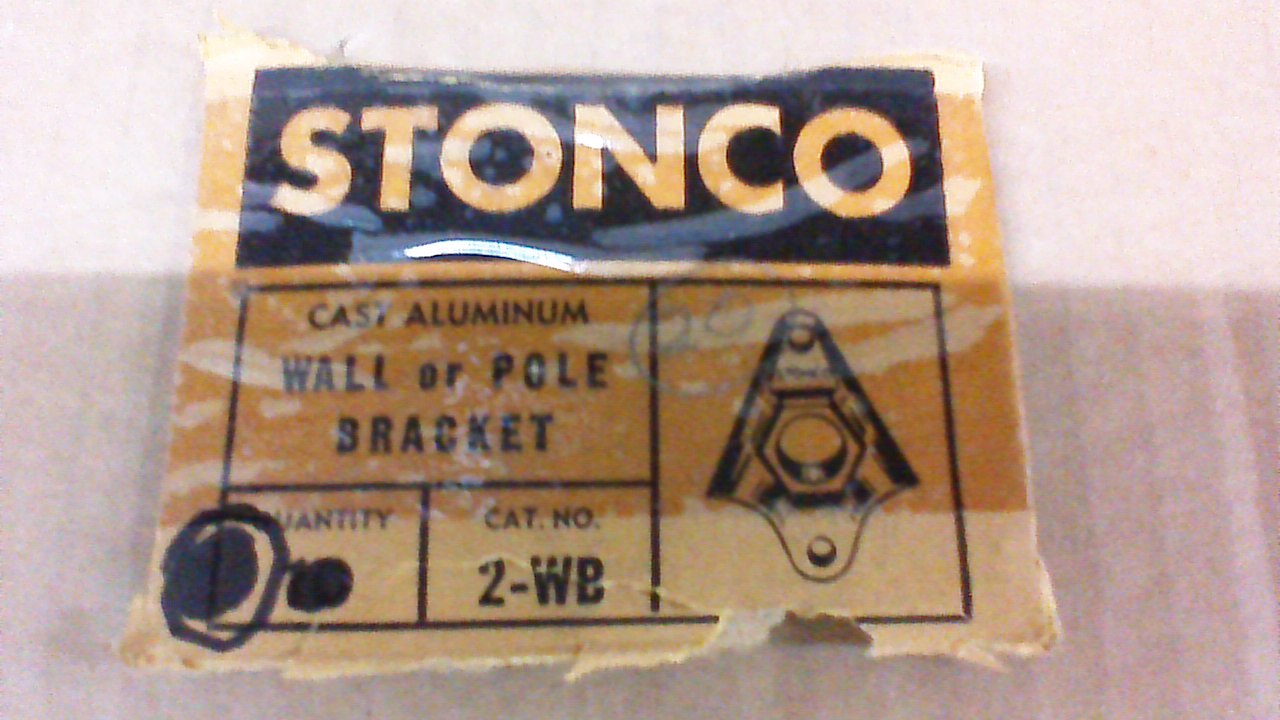 STONCO
CAST ALUMINUM
WALL or POLE
BRACKET
CAT. NO.
2-WB